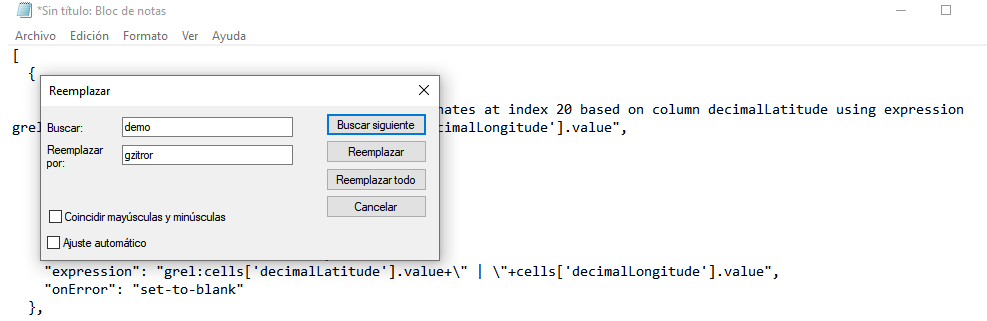 *Sin título: Bloc de notas
Archivo Edición Formato Ver Ayuda
[
{
Reemplazar
nates at index 20 based on column decimalLatitude using expression
grel
cimalLongitude'].value",
Buscar:
demo
Buscar siguiente
Reemplazar
por:
gzitror
Reemplazar
Reemplazar todo
Cancelar
Coincidir mayúsculas y minúsculas
Ajuste automático
"expression": "grel:cells['decimalLatitude'].value+\" | \"+cells['decimalLongitude'].value",
"onError": "set-to-blank"
},